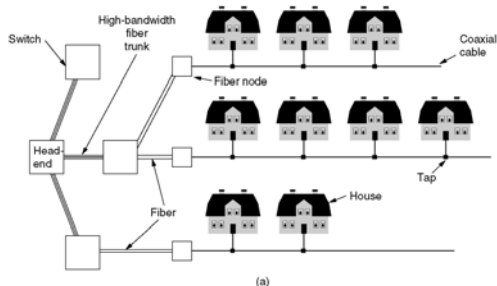 High-bandwidth
fiber
trunk
Switch
Coaxial
cable
Fiber node
Head-
end
Tap
Fiber
House
(a)